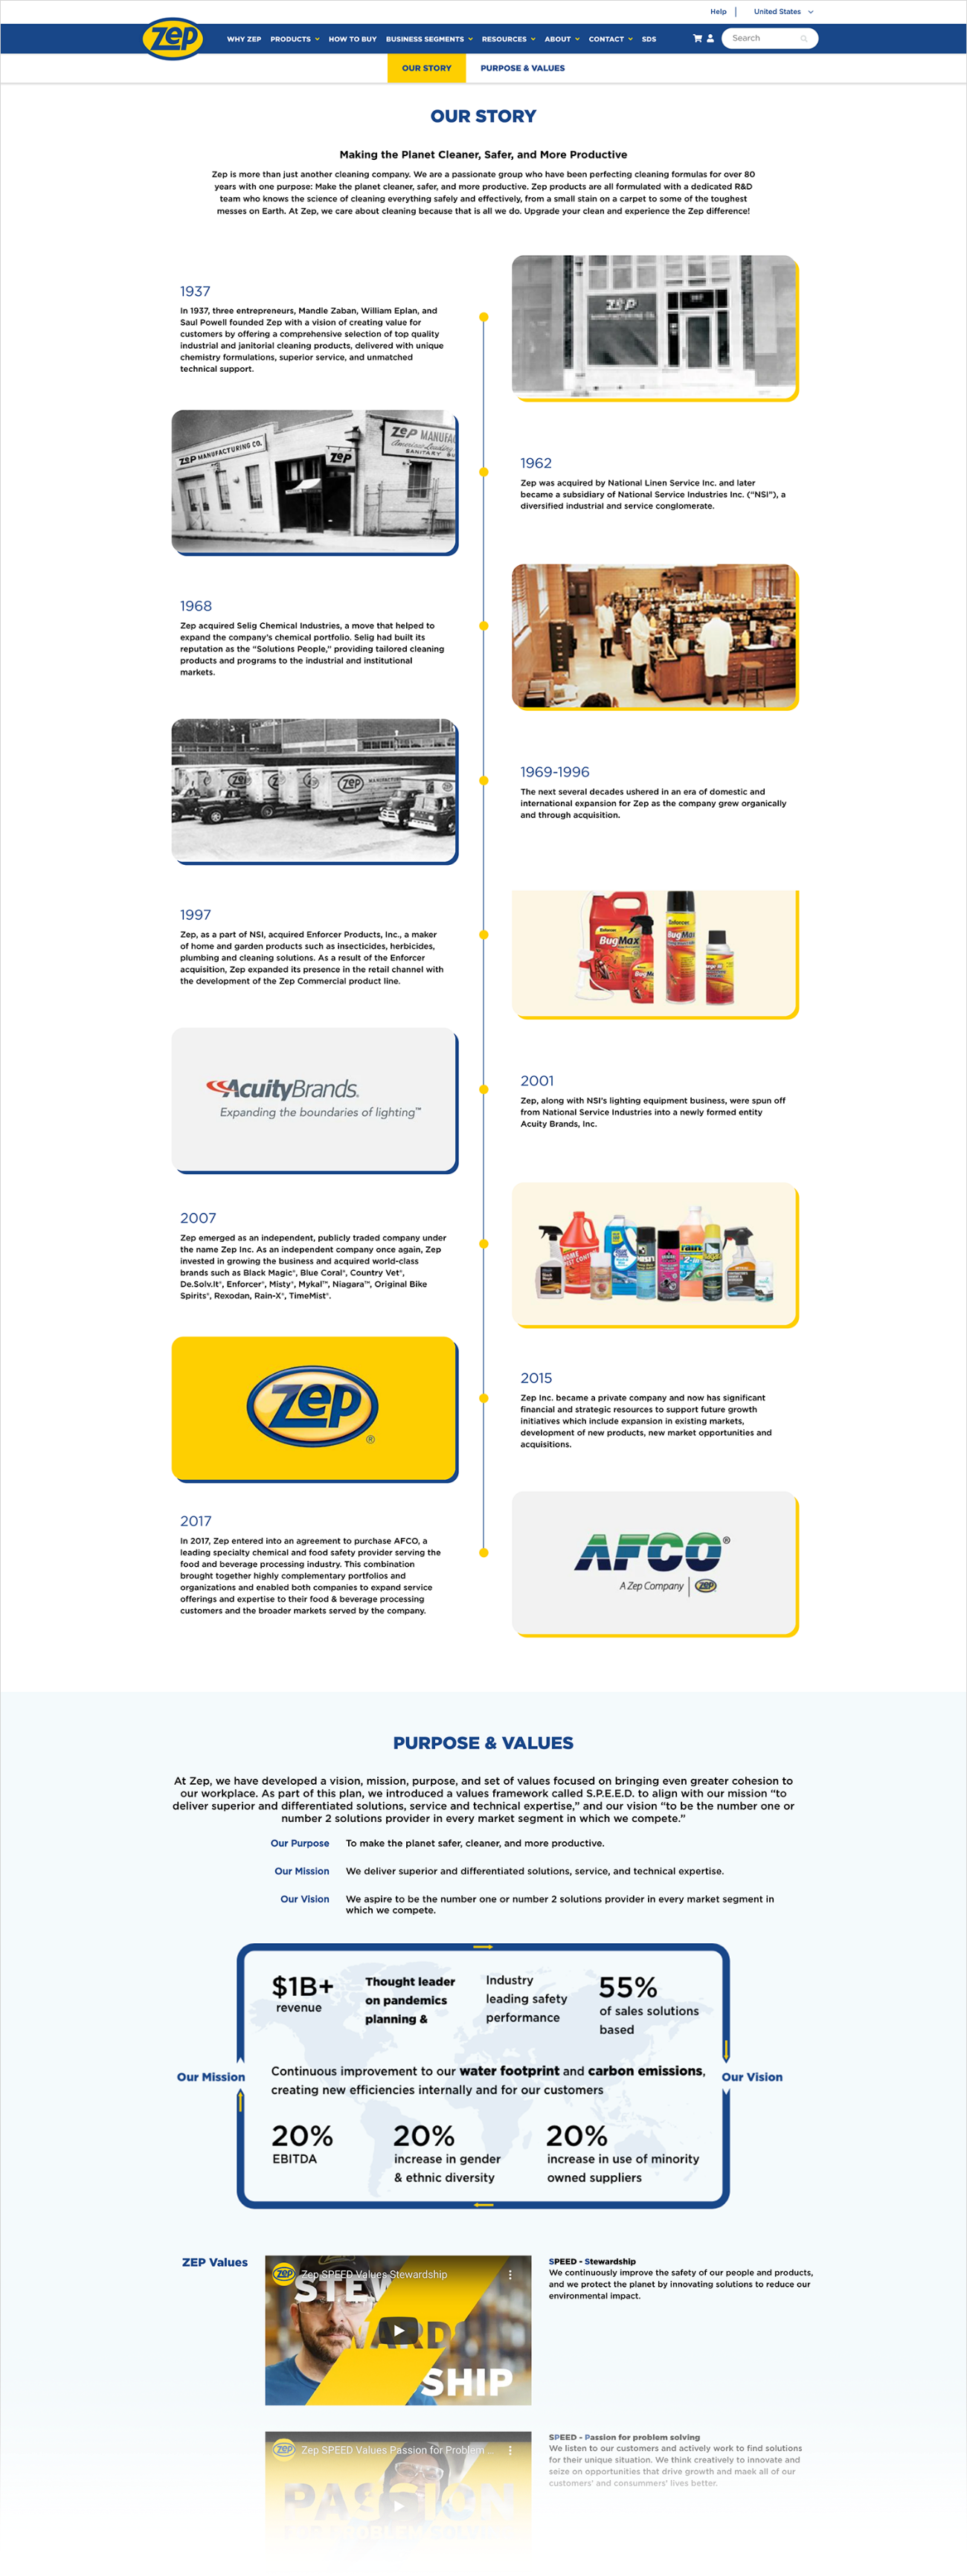 Help
United States
Zep
WHY ZEP PRODUCTS HOW TO BUY BUSINESS SEGMENTS RESOURCES ABOUT CONTACT SDS
Search
OUR STORY PURPOSE & VALUES
OUR STORY
Making the Planet Cleaner, Safer, and More Productive
Zep is more than just another cleaning company. We are a passionate group who have been perfecting cleaning formulas for over 80
years with one purpose: Make the planet cleaner, safer, and more productive. Zep products are all formulated with a dedicated R&D
team who knows the science of cleaning everything safely and effectively, from a small stain on a carpet to some of the toughest
messes on Earth. At Zep, we care about cleaning because that is all we do. Upgrade your clean and experience the Zep difference!
1937
In 1937, three entrepreneurs, Mandle Zaban, William Eplan, and
Saul Powell founded Zep with a vision of creating value for
customers by offering a comprehensive selection of top quality
industrial and janitorial cleaning products, delivered with unique
chemistry formulations, superior service, and unmatched
technical support.
ZEP
MANUFACTURING CO.
ZEP MANUFACTURING CO.
ZEP
ZEP MANUFAC
SANITARY
1962
Zep was acquired by National Linen Service Inc. and later
became a subsidiary of National Service Industries Inc. (“NSI”), a
diversified industrial and service conglomerate.
1968
Zep acquired Selig Chemical Industries, a move that helped to
expand the company’s chemical portfolio. Selig had built its
reputation as the “Solutions People,” providing tailored cleaning
products and programs to the industrial and institutional
markets.
Zep
1969-1996
The next several decades ushered in an era of domestic and
international expansion for Zep as the company grew organically
and through acquisition.
1997
Zep, as a part of NSI, acquired Enforcer Products, Inc., a maker
of home and garden products such as insecticides, herbicides,
plumbing and cleaning solutions. As a result of the Enforcer
acquisition, Zep expanded its presence in the retail channel with
the development of the Zep Commercial product line.
Enforcer
BugMax
BugMax
AcuityBrands.
Expanding the boundaries of lighting™
2001
Zep, along with NSI’s lighting equipment business, were spun off
from National Service Industries into a newly formed entity
Acuity Brands, Inc.
2007
Zep emerged as an independent, publicly traded company under
the name Zep Inc. As an independent company once again, Zep
invested in growing the business and acquired world-class
brands such as Black Magic®, Blue Coral®, Country Vet®,
De.Solv.It®, Enforcer®, Misty®, Mykal™, Niagara™, Original Bike
Spirits®, Rexodan, Rain-X®, TimeMist®.
Zep ®
2015
Zep Inc. became a private company and now has significant
financial and strategic resources to support future growth
initiatives which include expansion in existing markets,
development of new products, new market opportunities and
acquisitions.
2017
In 2017, Zep entered into an agreement to purchase AFCO, a
leading specialty chemical and food safety provider serving the
food and beverage processing industry. This combination
brought together highly complementary portfolios and
organizations and enabled both companies to expand service
offerings and expertise to their food & beverage processing
customers and the broader markets served by the company.
AFCO®
A Zep Company | Zep
PURPOSE & VALUES
At Zep, we have developed a vision, mission, purpose, and set of values focused on bringing even greater cohesion to
our workplace. As part of this plan, we introduced a values framework called S.P.E.E.D. to align with our mission “to
deliver superior and differentiated solutions, service and technical expertise,” and our vision “to be the number one or
number 2 solutions provider in every market segment in which we compete.”
Our Purpose To make the planet safer, cleaner, and more productive.
Our Mission We deliver superior and differentiated solutions, service, and technical expertise.
Our Vision We aspire to be the number one or number 2 solutions provider in every market segment in
which we compete.
$1B+
revenue
Thought leader
on pandemics
planning &
Industry
leading safety
performance
55%
of sales solutions
based
Our Mission
Continuous improvement to our water footprint and carbon emissions,
creating new efficiencies internally and for our customers
Our Vision
20%
EBITDA
20%
increase in gender
& ethnic diversity
20%
increase in use of minority
owned suppliers
ZEP Values
Zep SPEED Values Stewardship
STEW
ARDS
SHIP
SPEED - Stewardship
We continuously improve the safety of our people and products,
and we protect the planet by innovating solutions to reduce our
environmental impact.
Zep SPEED Values Passion for Problem ...
PASSION
SPEED - Passion for problem solving
We listen to our customers and actively work to find solutions
for their unique situation. We think creatively to innovate and
seize on opportunities that drive growth and maek all of our
customers' and consummers' lives better.